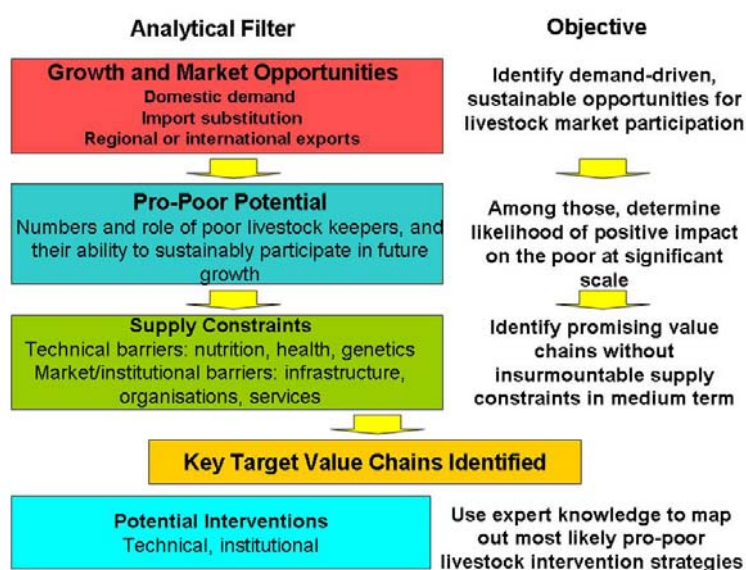 Analytical Filter
Objective
Growth and Market Opportunities
Domestic demand
Import substitution
Regional or international exports
Identify demand-driven,
sustainable opportunities for
livestock market participation
Pro-Poor Potential
Numbers and role of poor livestock keepers, and
their ability to sustainably participate in future
growth
Among those, determine
likelihood of positive impact
on the poor at significant
scale
Supply Constraints
Technical barriers: nutrition, health, genetics
Market/institutional barriers: infrastructure,
organisations, services
Identify promising value
chains without
insurmountable supply
constraints in medium term
Key Target Value Chains Identified
Potential Interventions
Technical, institutional
Use expert knowledge to map
out most likely pro-poor
livestock intervention strategies